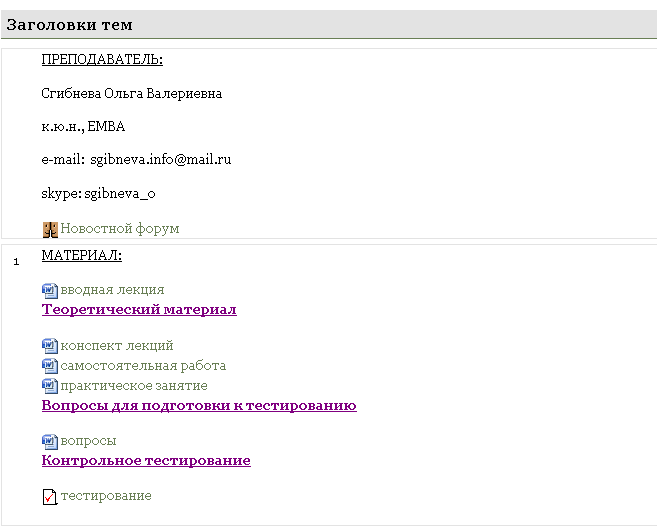 Заголовки тем
ПРЕПОДАВАТЕЛЬ:
Сгибнева Ольга Валериевна
к.ю.н., EMBA
e-mail: sgibneva.info@mail.ru
skype: sgibneva_o
Новостной форум
1
МАТЕРИАЛ:
вводная лекция
Теоретический материал
конспект лекций
самостоятельная работа
практическое занятие
Вопросы для подготовки к тестированию
вопросы
Контрольное тестирование
тестирование